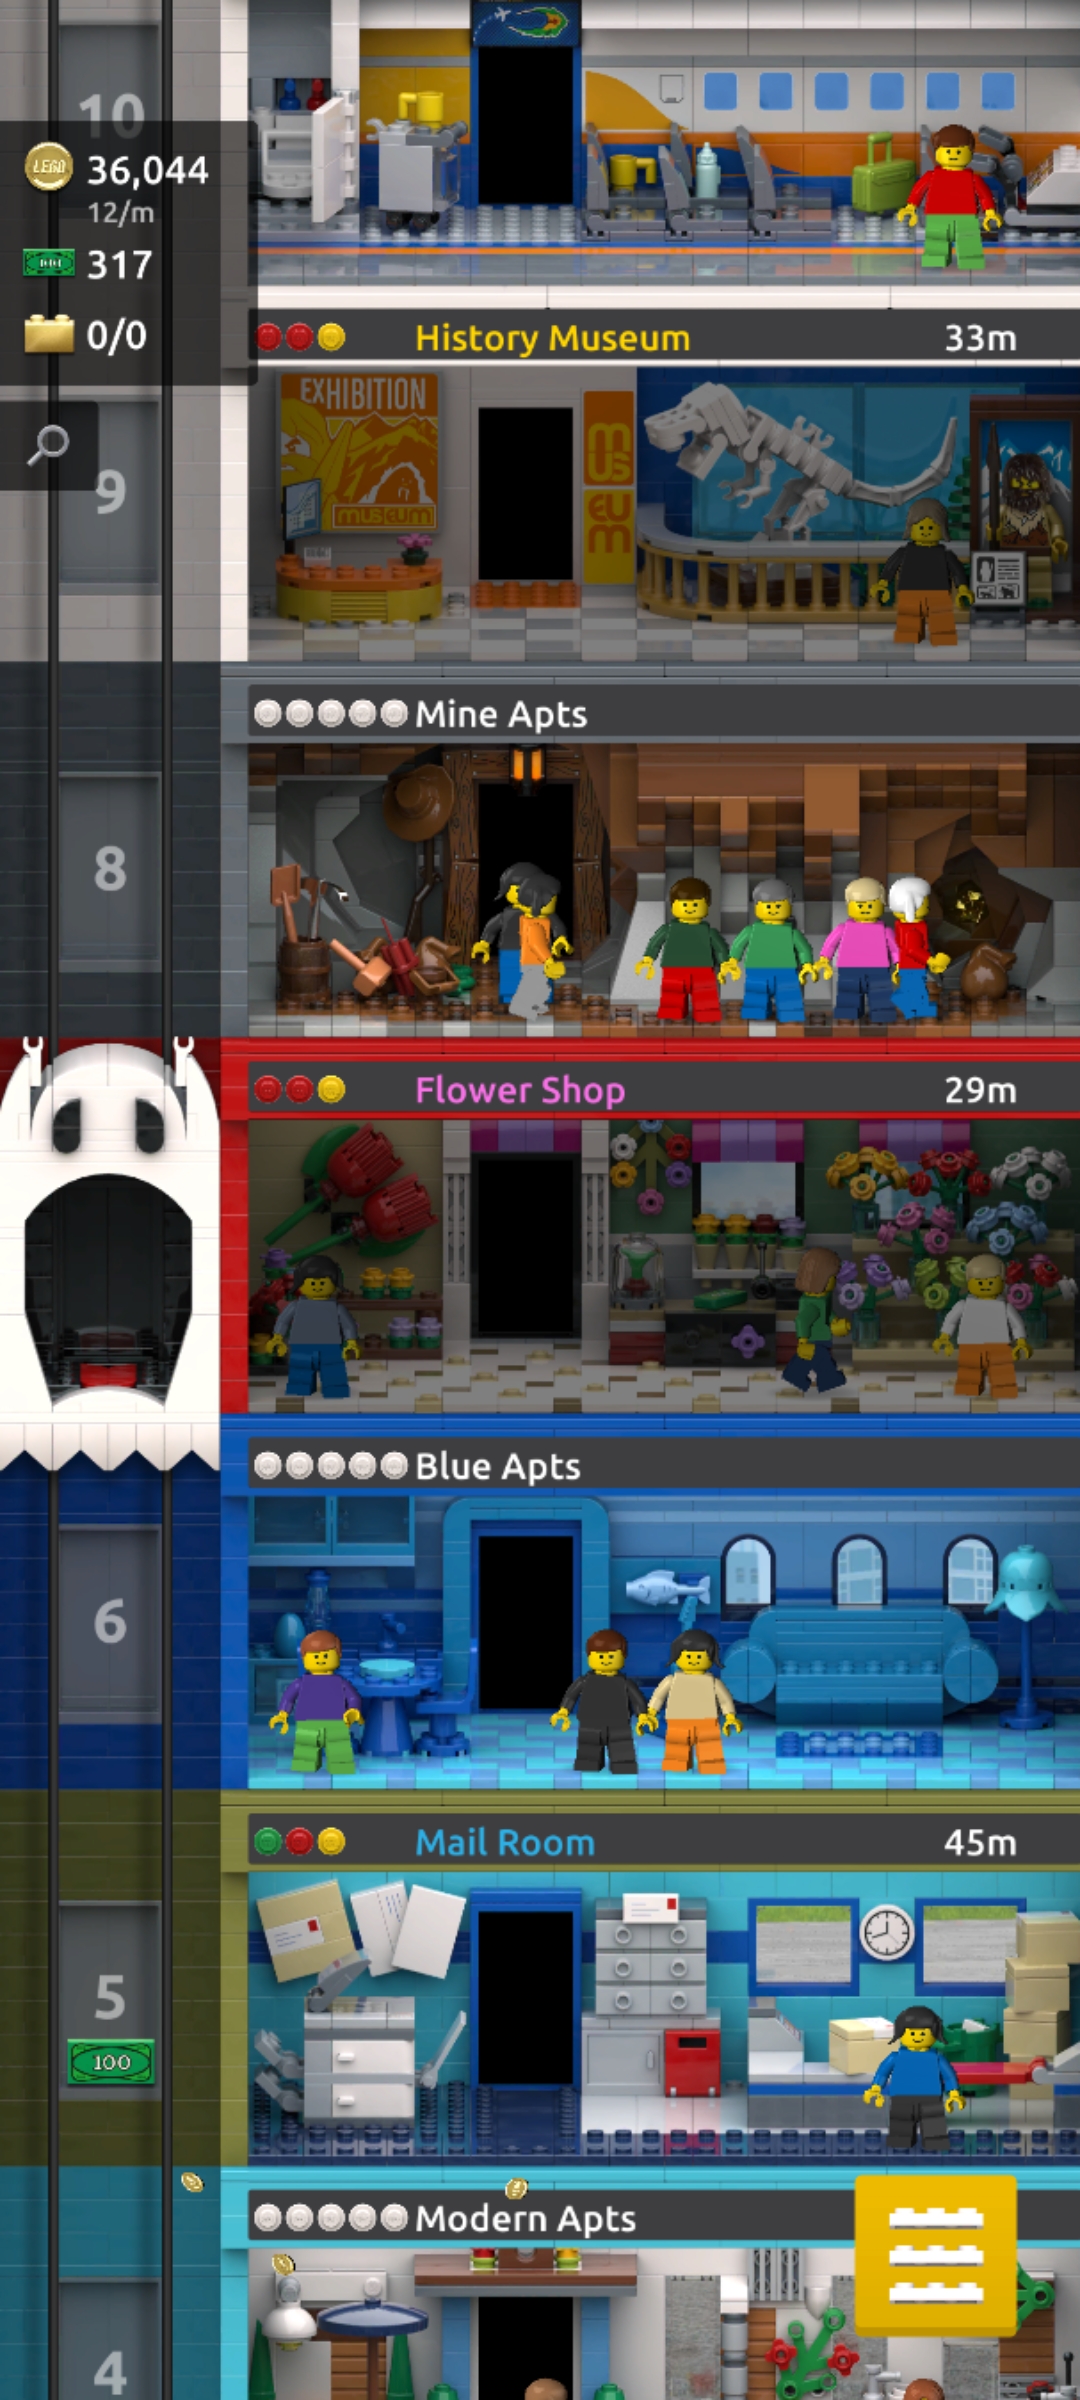 10
LEGO
36,044
12/m
317
0/0
History Museum 33m
EXHIBITION
museum
mus
eum
9
Mine Apts
8
Flower Shop 29m
Blue Apts
6
Mail Room 45m
5
100
Modern Apts
4